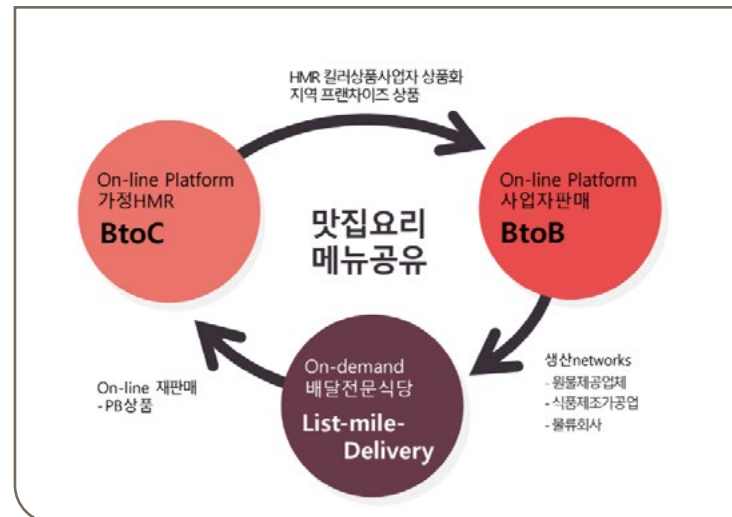 HMR 킬러상품사업자 상품화
지역 프랜차이즈 상품
On-line Platform
가정HMR
BtoC
맛집요리
메뉴공유
On-line Platform
사업자판매
BtoB
On-demand
배달전문식당
List-mile-
Delivery
On-line 재판매
-PB상품
생산networks
- 원물제공업체
- 식품제조가공업
- 물류회사